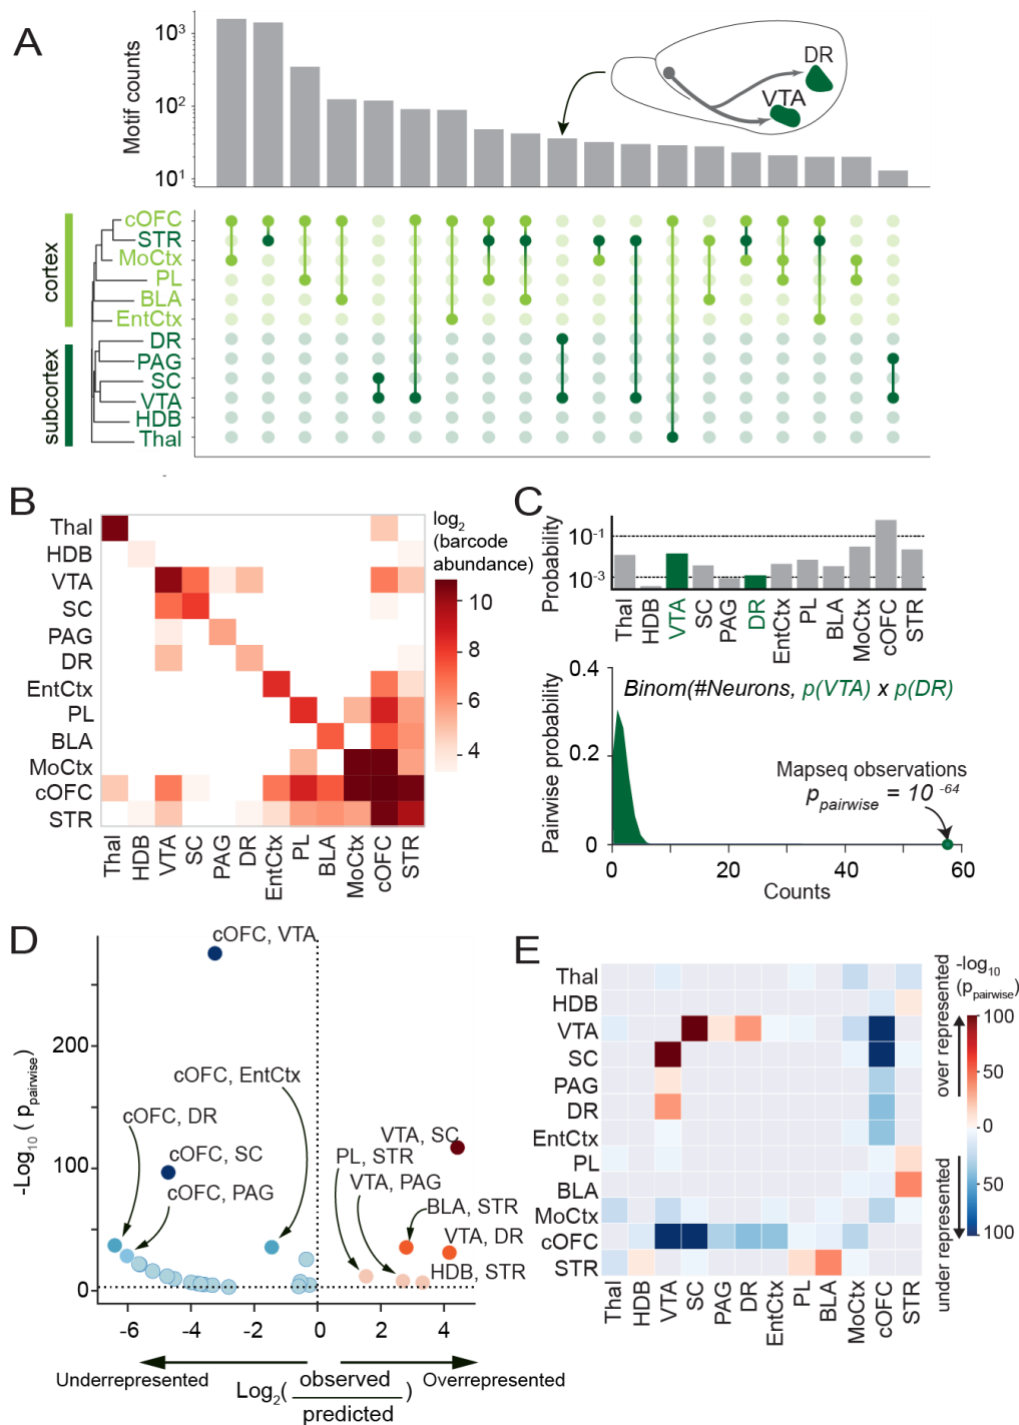 A
Motif counts
10³
10²
10¹
DR
VTA
cortex
subcortex
cOFC
STR
MoCtx
PL
BLA
EntCtx
DR
PAG
SC
VTA
HDB
Thal
B
Thal
HDB
VTA
SC
PAG
DR
EntCtx
PL
BLA
MoCtx
cOFC
STR
Thal
HDB
VTA
SC
PAG
DR
EntCtx
PL
BLA
MoCtx
cOFC
STR
log₂
(barcode
abundance)
10
8
6
4
C
Probability
10⁻¹
10⁻³
Thal
HDB
VTA
SC
PAG
DR
EntCtx
PL
BLA
MoCtx
cOFC
STR
Pairwise probability
0.4
0.2
0
Binom(#Neurons, p(VTA) x p(DR)
Mapseq observations
p_pairwise = 10⁻⁶⁴
0
20
40
60
Counts
D
-Log₁₀ ( p_pairwise)
200
100
0
cOFC, VTA
cOFC, EntCtx
cOFC, DR
cOFC, SC
cOFC, PAG
VTA, SC
PL, STR
VTA, PAG
BLA, STR
VTA, DR
HDB, STR
-6
-4
-2
0
2
4
Underrepresented
Overrepresented
Log₂( observed
predicted )
E
Thal
HDB
VTA
SC
PAG
DR
EntCtx
PL
BLA
MoCtx
cOFC
STR
Thal
HDB
VTA
SC
PAG
DR
EntCtx
PL
BLA
MoCtx
cOFC
STR
over represented
under represented
-log₁₀
(p_pairwise)
100
50
0
50
100